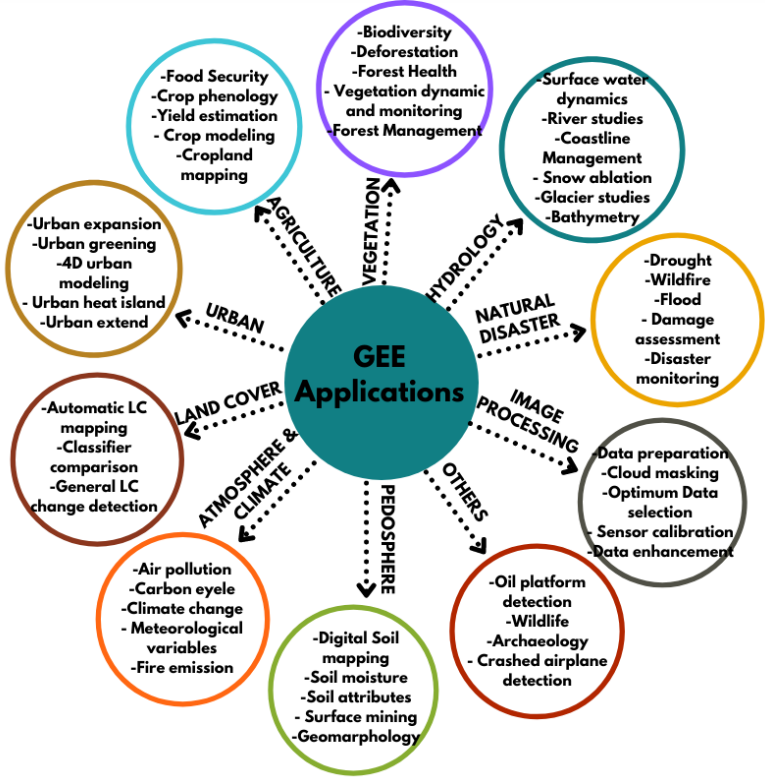 GEE
Applications
VEGETATION
-Biodiversity
-Deforestation
-Forest Health
- Vegetation dynamic
and monitoring
-Forest Management
HYDROLOGY
-Surface water
dynamics
-River studies
-Coastline
Management
- Snow ablation
-Glacier studies
-Bathymetry
NATURAL
DISASTER
-Drought
-Wildfire
-Flood
- Damage
assessment
-Disaster
monitoring
IMAGE
PROCESSING
-Data preparation
-Cloud masking
-Optimum Data
selection
- Sensor calibration
-Data enhancement
OTHERS
-Oil platform
detection
-Wildlife
-Archaeology
- Crashed airplane
detection
PEDOSPHERE
-Digital Soil
mapping
-Soil moisture
-Soil attributes
- Surface mining
-Geomarphology
ATMOSPHERE &
CLIMATE
-Air pollution
-Carbon eyele
-Climate change
- Meteorological
variables
-Fire emission
LAND COVER
-Automatic LC
mapping
-Classifier
comparison
-General LC
change detection
URBAN
-Urban expansion
-Urban greening
-4D urban
modeling
- Urban heat island
-Urban extend
AGRICULTURE
-Food Security
-Crop phenology
-Yield estimation
- Crop modeling
-Cropland
mapping